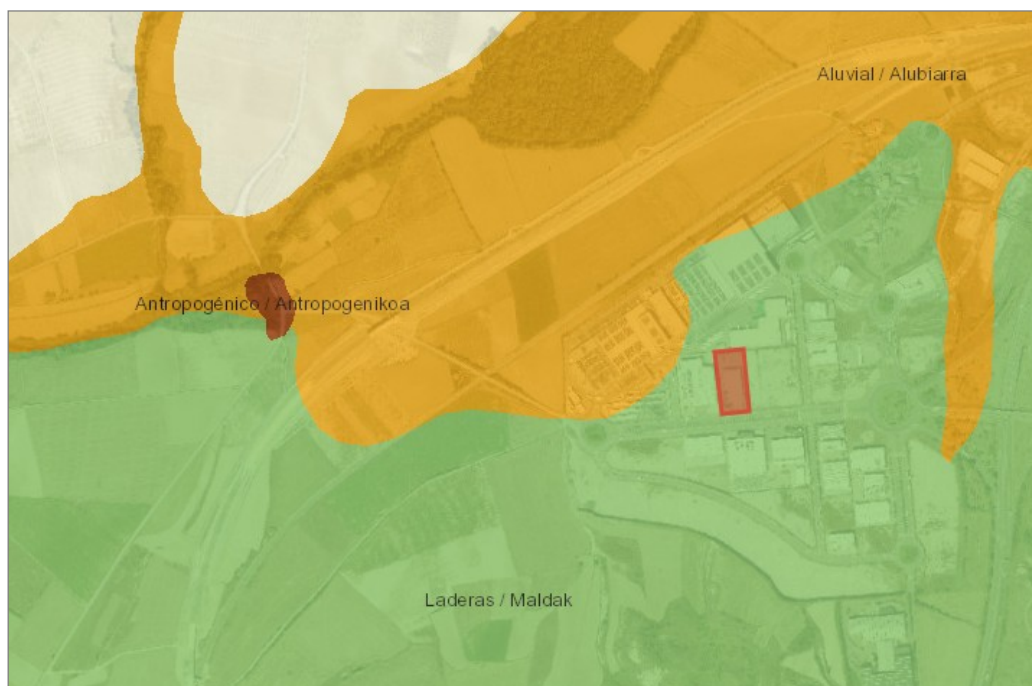 Aluvial / Alubiarra
Antropogénico / Antropogenikoa
Laderas / Maldak